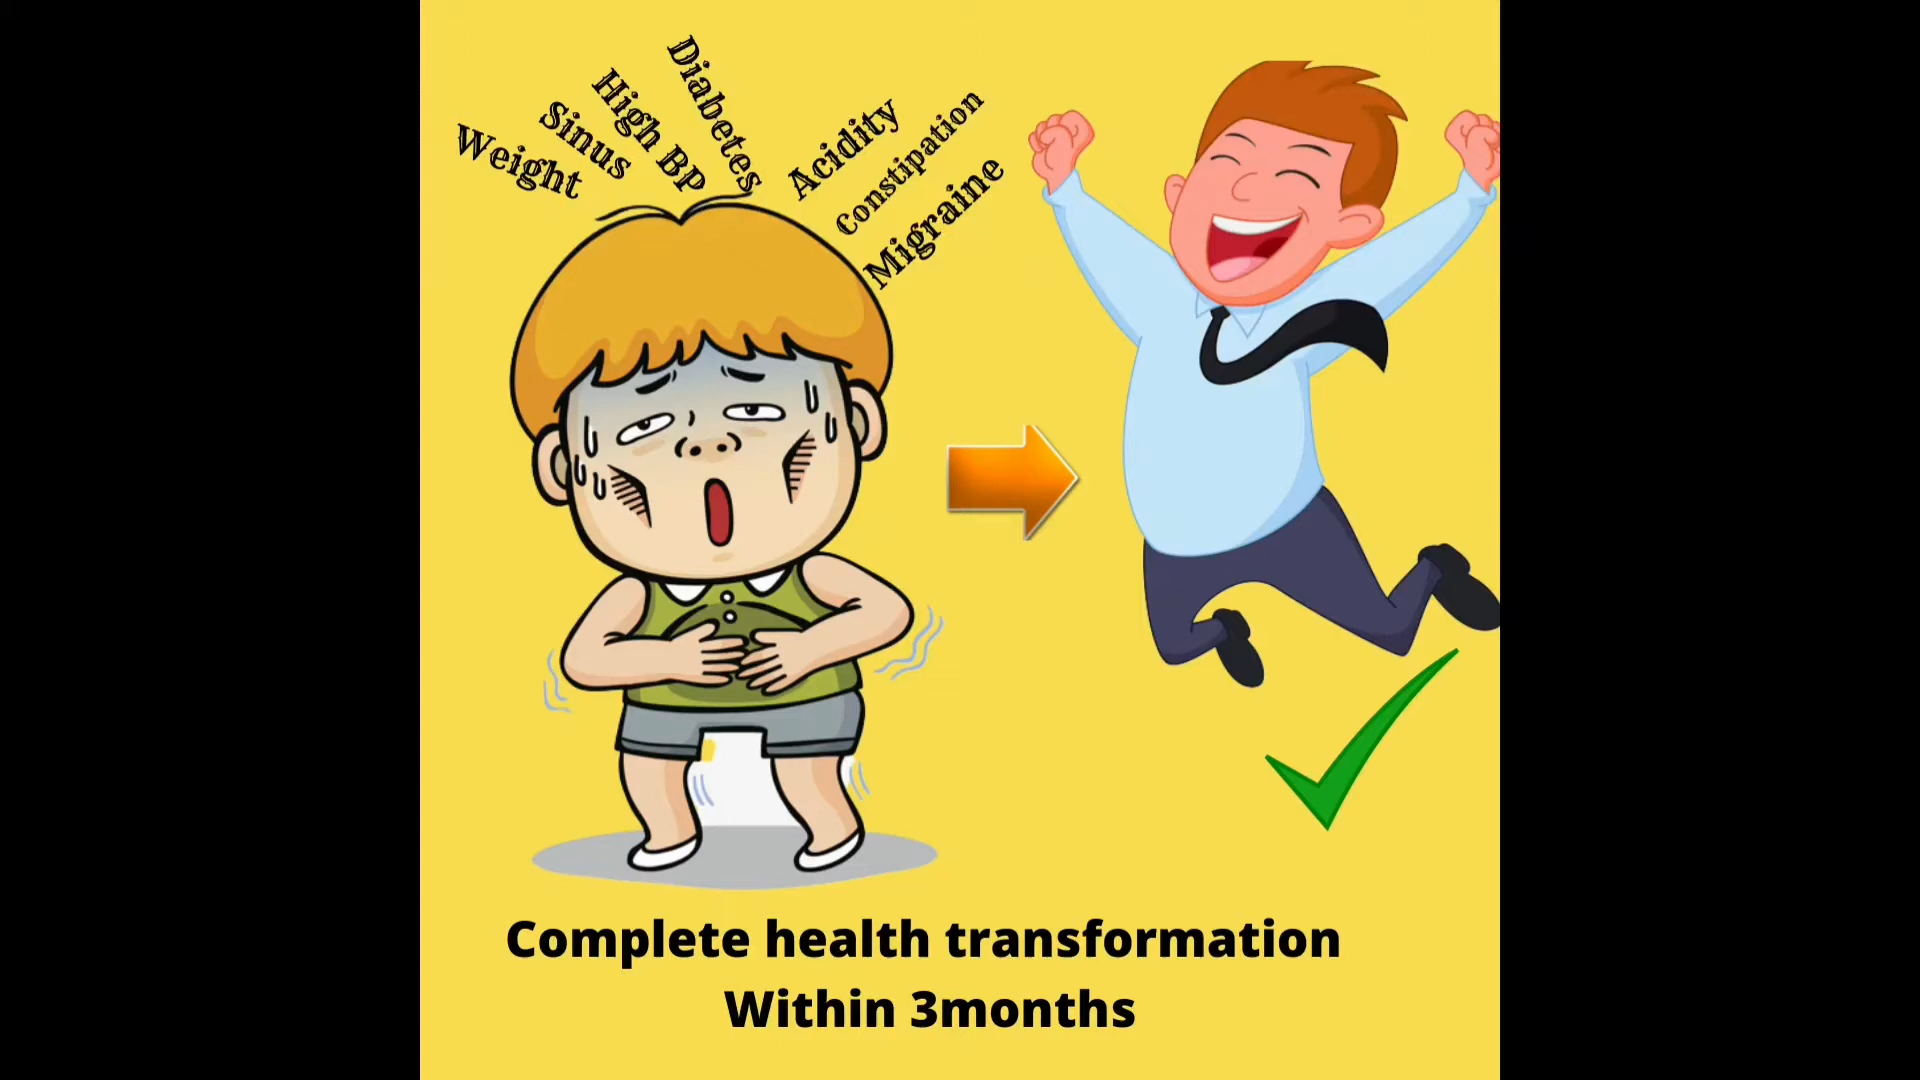 Weight
Sinus
High BP
Diabetes
Acidity
Constipation
Migraine
Complete health transformation
Within 3months